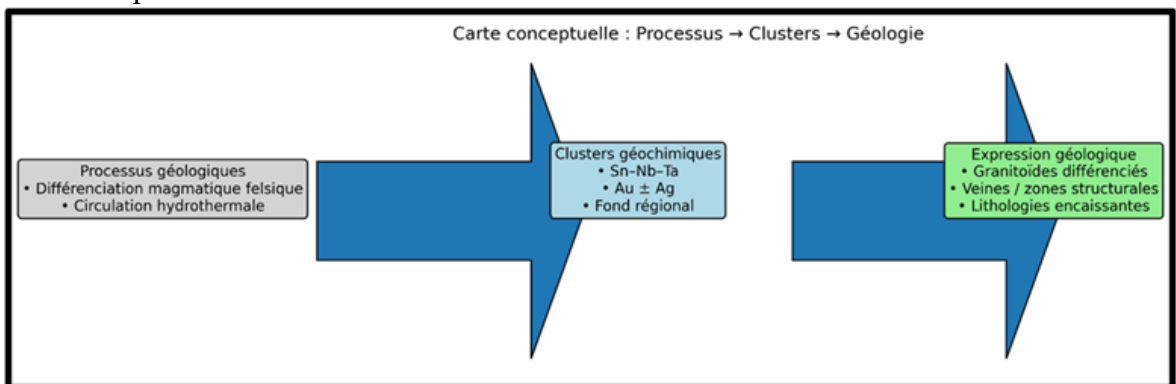 Carte conceptuelle : Processus → Clusters → Géologie
Processus géologiques
• Différenciation magmatique felsique
• Circulation hydrothermale
Clusters géochimiques
• Sn–Nb–Ta
• Au ± Ag
• Fond régional
Expression géologique
• Granitoïdes différenciés
• Veines / zones structurales
• Lithologies encaissantes